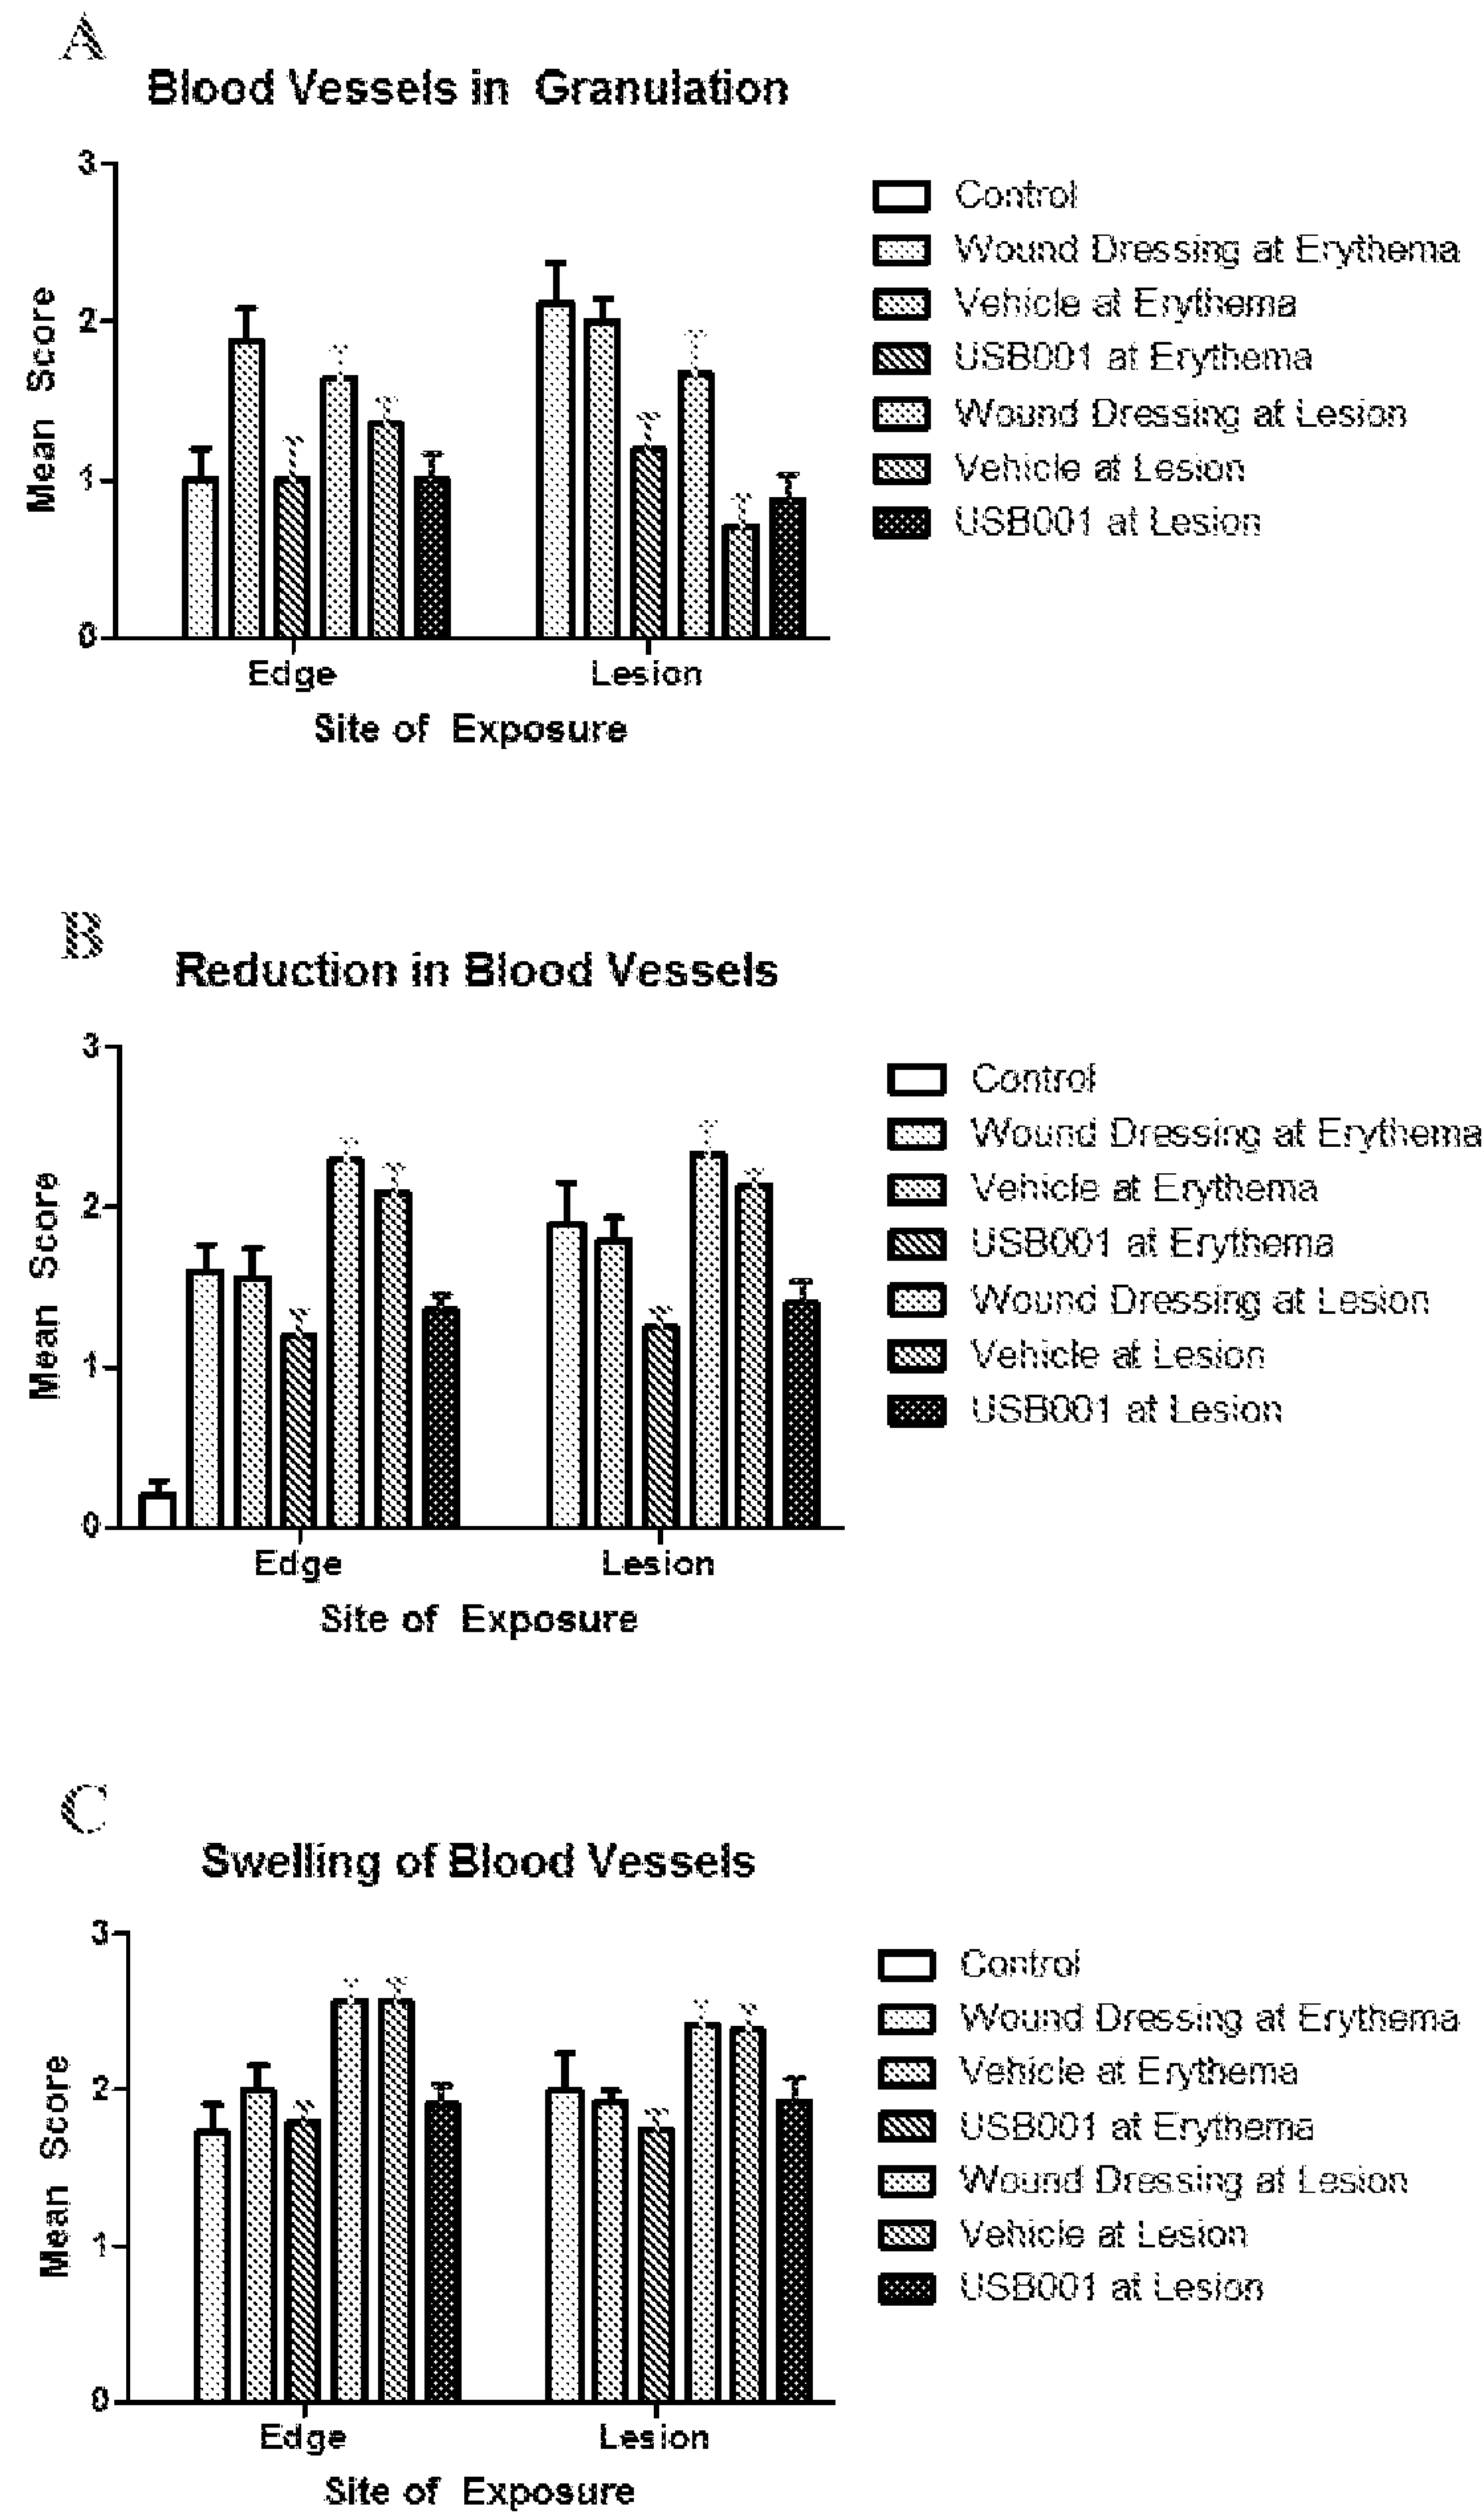 A
Blood Vessels in Granulation
3
2
1
0
Mean Score
Edge
Lesion
Site of Exposure
Control
Wound Dressing at Erythema
Vehicle at Erythema
USB001 at Erythema
Wound Dressing at Lesion
Vehicle at Lesion
USB001 at Lesion
B
Reduction in Blood Vessels
3
2
1
0
Mean Score
Edge
Lesion
Site of Exposure
Control
Wound Dressing at Erythema
Vehicle at Erythema
USB001 at Erythema
Wound Dressing at Lesion
Vehicle at Lesion
USB001 at Lesion
C
Swelling of Blood Vessels
3
2
1
0
Mean Score
Edge
Lesion
Site of Exposure
Control
Wound Dressing at Erythema
Vehicle at Erythema
USB001 at Erythema
Wound Dressing at Lesion
Vehicle at Lesion
USB001 at Lesion